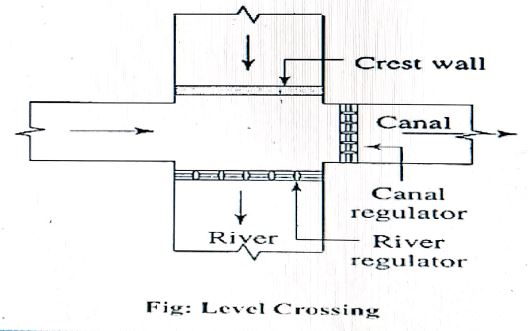 Crest wall
Canal
Canal
regulator
River
River
regulator
Fig: Level Crossing